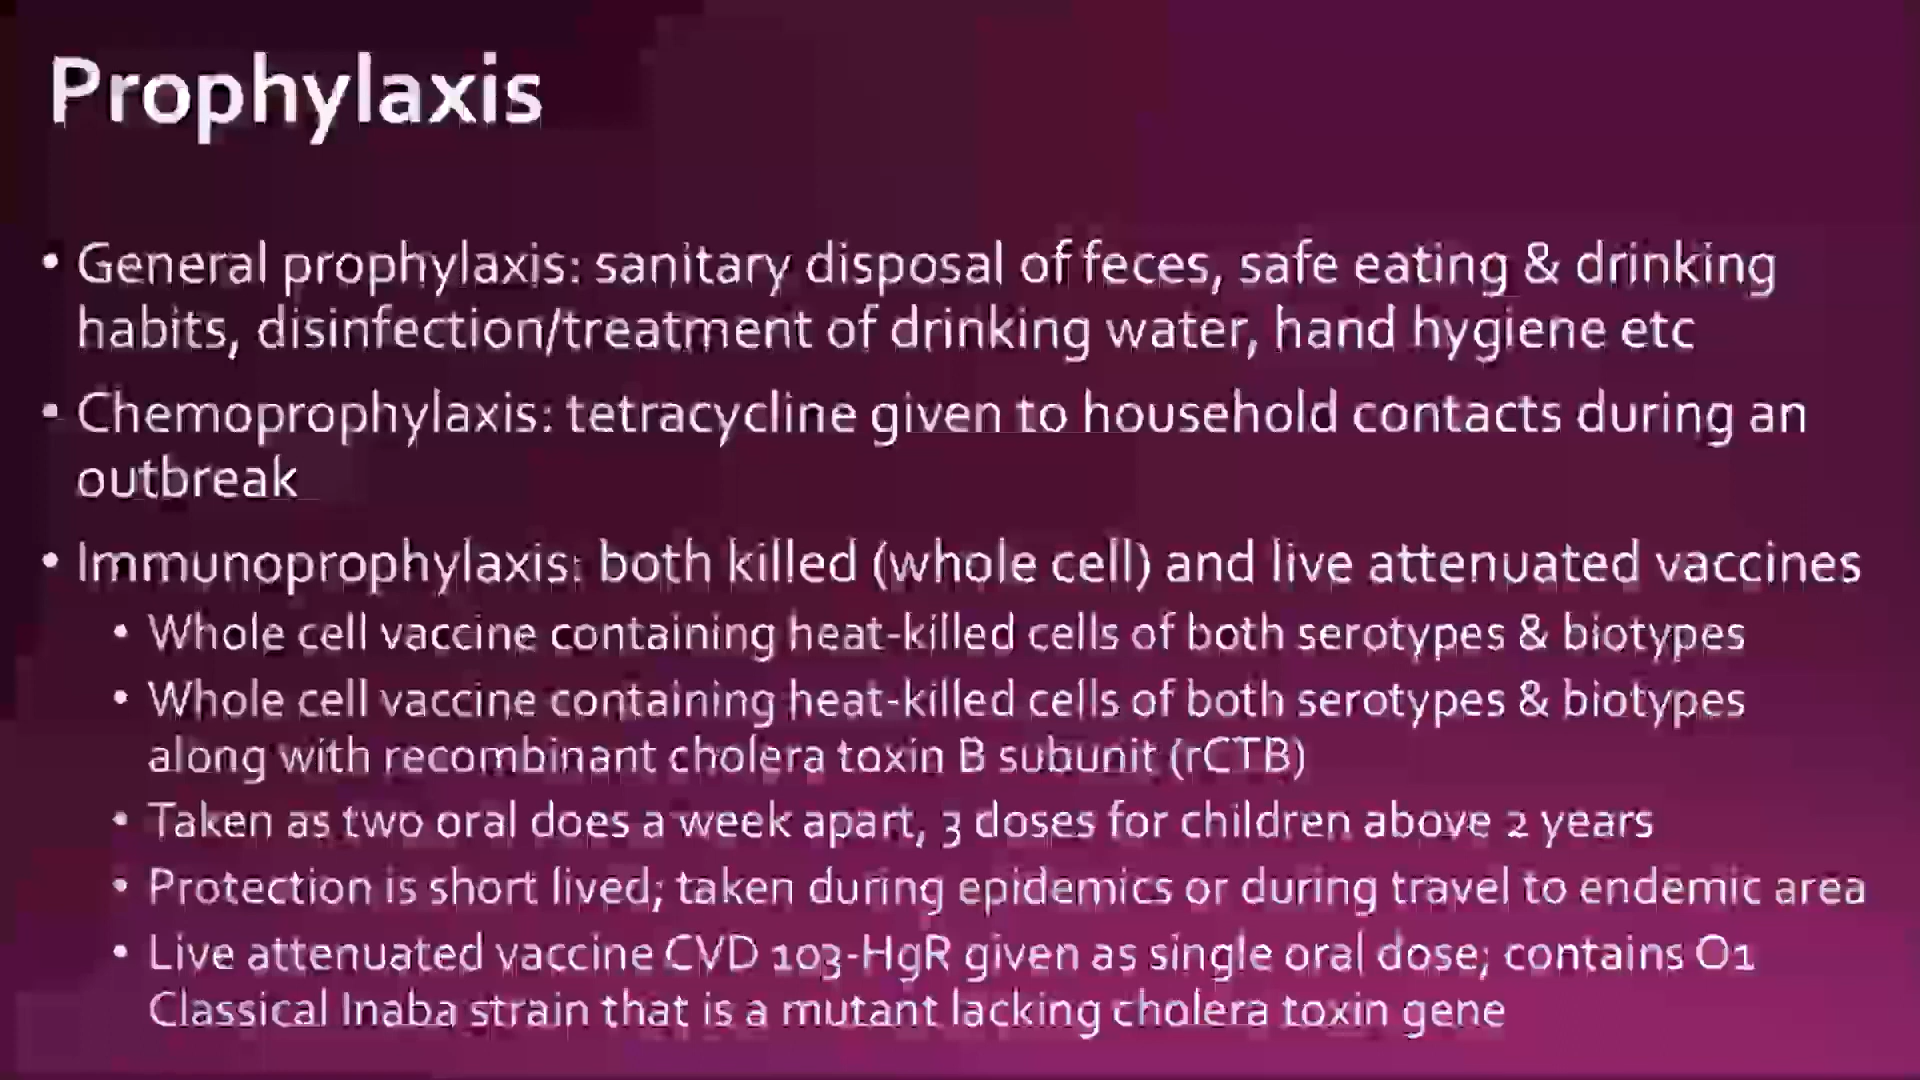 Prophylaxis
• General prophylaxis: sanitary disposal of feces, safe eating & drinking
habits, disinfection/treatment of drinking water, hand hygiene etc
• Chemoprophylaxis: tetracycline given to household contacts during an
outbreak
• Immunoprophylaxis: both killed (whole cell) and live attenuated vaccines
• Whole cell vaccine containing heat-killed cells of both serotypes & biotypes
• Whole cell vaccine containing heat-killed cells of both serotypes & biotypes
along with recombinant cholera toxin B subunit (rCTB)
• Taken as two oral does a week apart, 3 doses for children above 2 years
• Protection is short lived; taken during epidemics or during travel to endemic area
• Live attenuated vaccine CVD 103-HgR given as single oral dose; contains O1
Classical Inaba strain that is a mutant lacking cholera toxin gene